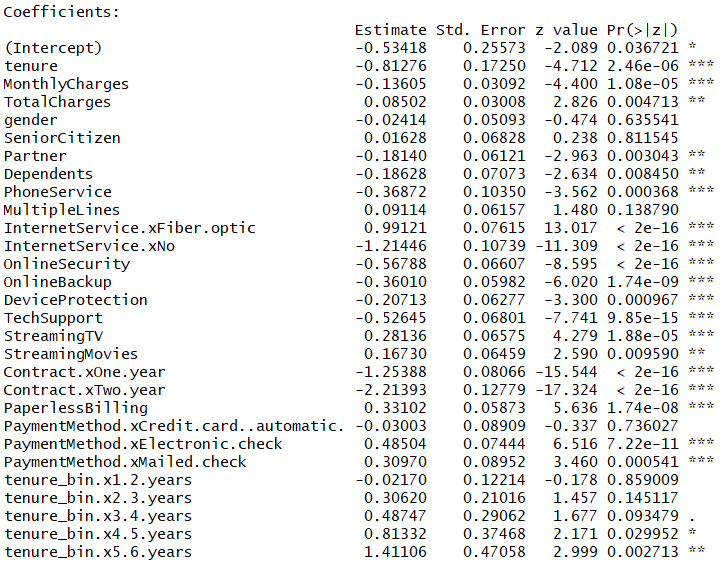 Coefficients:
Estimate Std. Error z value Pr(>|z|)
(Intercept) -0.53418 0.25573 -2.089 0.036721 *
tenure -0.81276 0.17250 -4.712 2.46e-06 ***
MonthlyCharges -0.13605 0.03092 -4.400 1.08e-05 ***
TotalCharges 0.08502 0.03008 2.826 0.004713 **
gender -0.02414 0.05093 -0.474 0.635541
SeniorCitizen 0.01628 0.06828 0.238 0.811545
Partner -0.18140 0.06121 -2.963 0.003043 **
Dependents -0.18628 0.07073 -2.634 0.008450 **
PhoneService -0.36872 0.10350 -3.562 0.000368 ***
MultipleLines 0.09114 0.06157 1.480 0.138790
InternetService.xFiber.optic 0.99121 0.07615 13.017 < 2e-16 ***
InternetService.xNo -1.21446 0.10739 -11.309 < 2e-16 ***
OnlineSecurity -0.56788 0.06607 -8.595 < 2e-16 ***
OnlineBackup -0.36010 0.05982 -6.020 1.74e-09 ***
DeviceProtection -0.20713 0.06277 -3.300 0.000967 ***
TechSupport -0.52645 0.06801 -7.741 9.85e-15 ***
StreamingTV 0.28136 0.06575 4.279 1.88e-05 ***
StreamingMovies 0.16730 0.06459 2.590 0.009590 **
Contract.xOne.year -1.25388 0.08066 -15.544 < 2e-16 ***
Contract.xTwo.year -2.21393 0.12779 -17.324 < 2e-16 ***
PaperlessBilling 0.33102 0.05873 5.636 1.74e-08 ***
PaymentMethod.xCredit.card..automatic. -0.03003 0.08909 -0.337 0.736027
PaymentMethod.xElectronic.check 0.48504 0.07444 6.516 7.22e-11 ***
PaymentMethod.xMailed.check 0.30970 0.08952 3.460 0.000541 ***
tenure_bin.x1.2.years -0.02170 0.12214 -0.178 0.859009
tenure_bin.x2.3.years 0.30620 0.21016 1.457 0.145117
tenure_bin.x3.4.years 0.48747 0.29062 1.677 0.093479 .
tenure_bin.x4.5.years 0.81332 0.37468 2.171 0.029952 *
tenure_bin.x5.6.years 1.41106 0.47058 2.999 0.002713 **